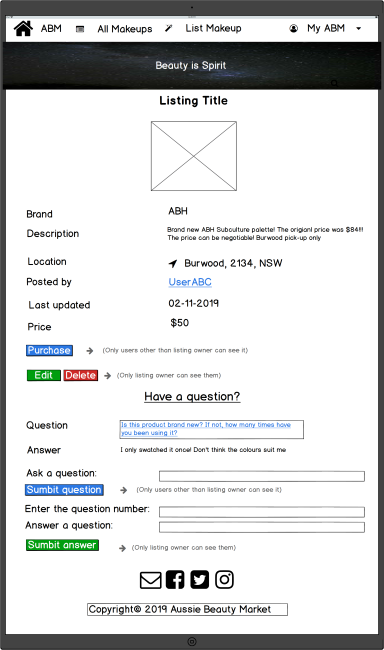 ABM All Makeups List Makeup My ABM
Beauty is Spirit
Listing Title
Brand ABH
Description Brand new ABH Subculture palette! The origianl price was $84!!!
The price can be negotiable! Burwood pick-up only
Location Burwood, 2134, NSW
Posted by UserABC
Last updated 02-11-2019
Price $50
Purchase (Only users other than listing owner can see it)
Edit Delete (Only listing owner can see them)
Have a question?
Question Is this product brand new? If not, how many times have
you been using it?
Answer I only swatched it once! Don't think the colours suit me
Ask a question:
Sumbit question (Only users other than listing owner can see it)
Enter the question number:
Answer a question:
Sumbit answer (Only listing owner can see them)
Copyright© 2019 Aussie Beauty Market